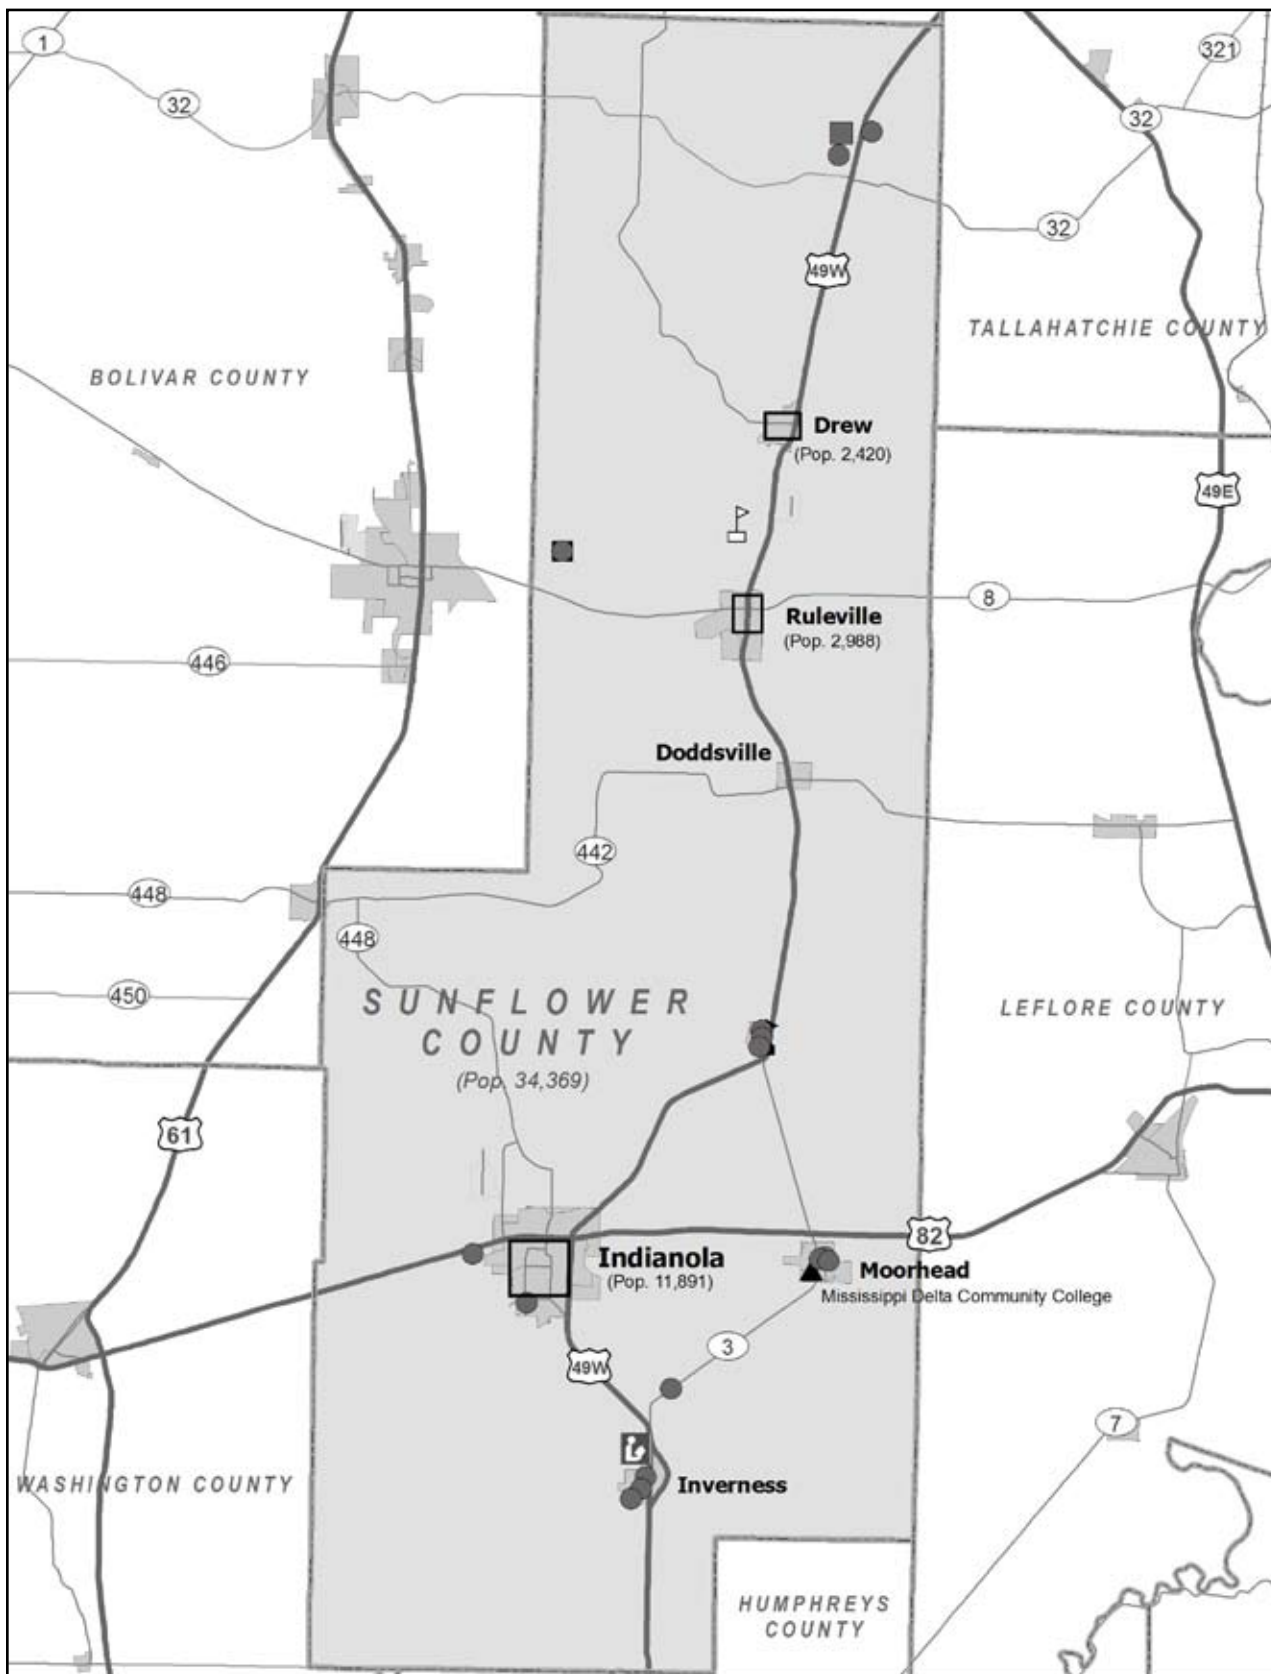 1
321
32
32
32
49W
TALLAHATCHIE COUNTY
BOLIVAR COUNTY
Drew
(Pop. 2,420)
49E
8
Ruleville
(Pop. 2,988)
446
Doddsville
442
448
448
450
SUNFLOWER
COUNTY
(Pop. 34,369)
LEFLORE COUNTY
61
82
Indianola
(Pop. 11,891)
Moorhead
Mississippi Delta Community College
3
49W
7
WASHINGTON COUNTY
Inverness
HUMPHREYS
COUNTY